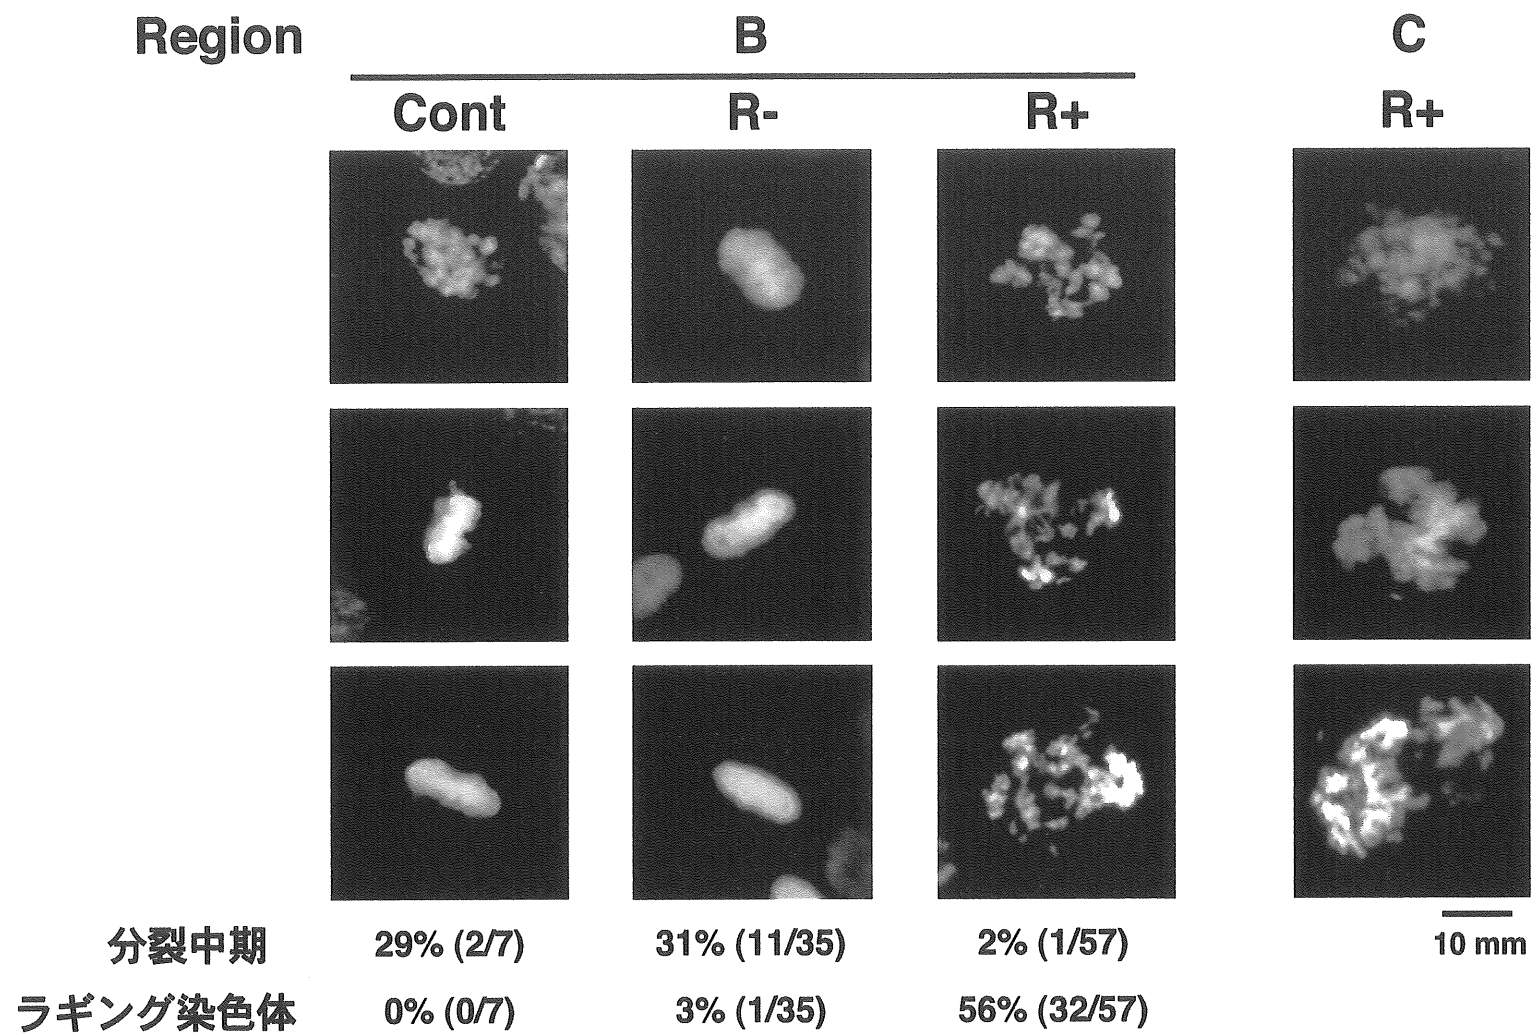 Region B C
Cont R- R+ R+
10 mm
分裂中期 29% (2/7) 31% (11/35) 2% (1/57)
ラギング染色体 0% (0/7) 3% (1/35) 56% (32/57)